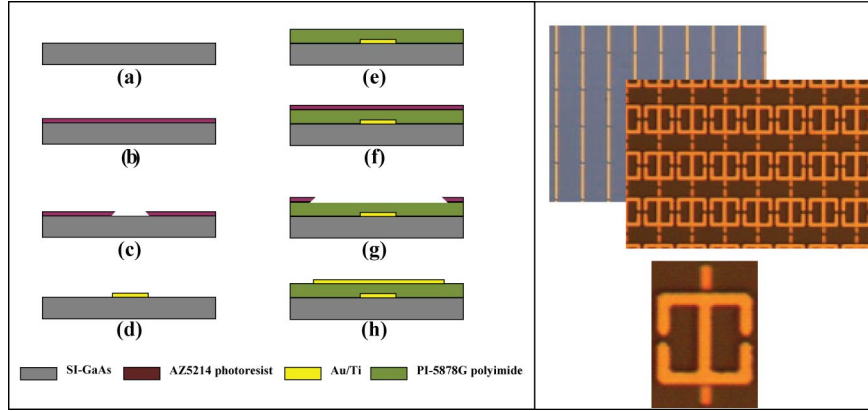 (a)
(b)
(c)
(d)
(e)
(f)
(g)
(h)
SI-GaAs
AZ5214 photoresist
Au/Ti
PI-5878G polyimide